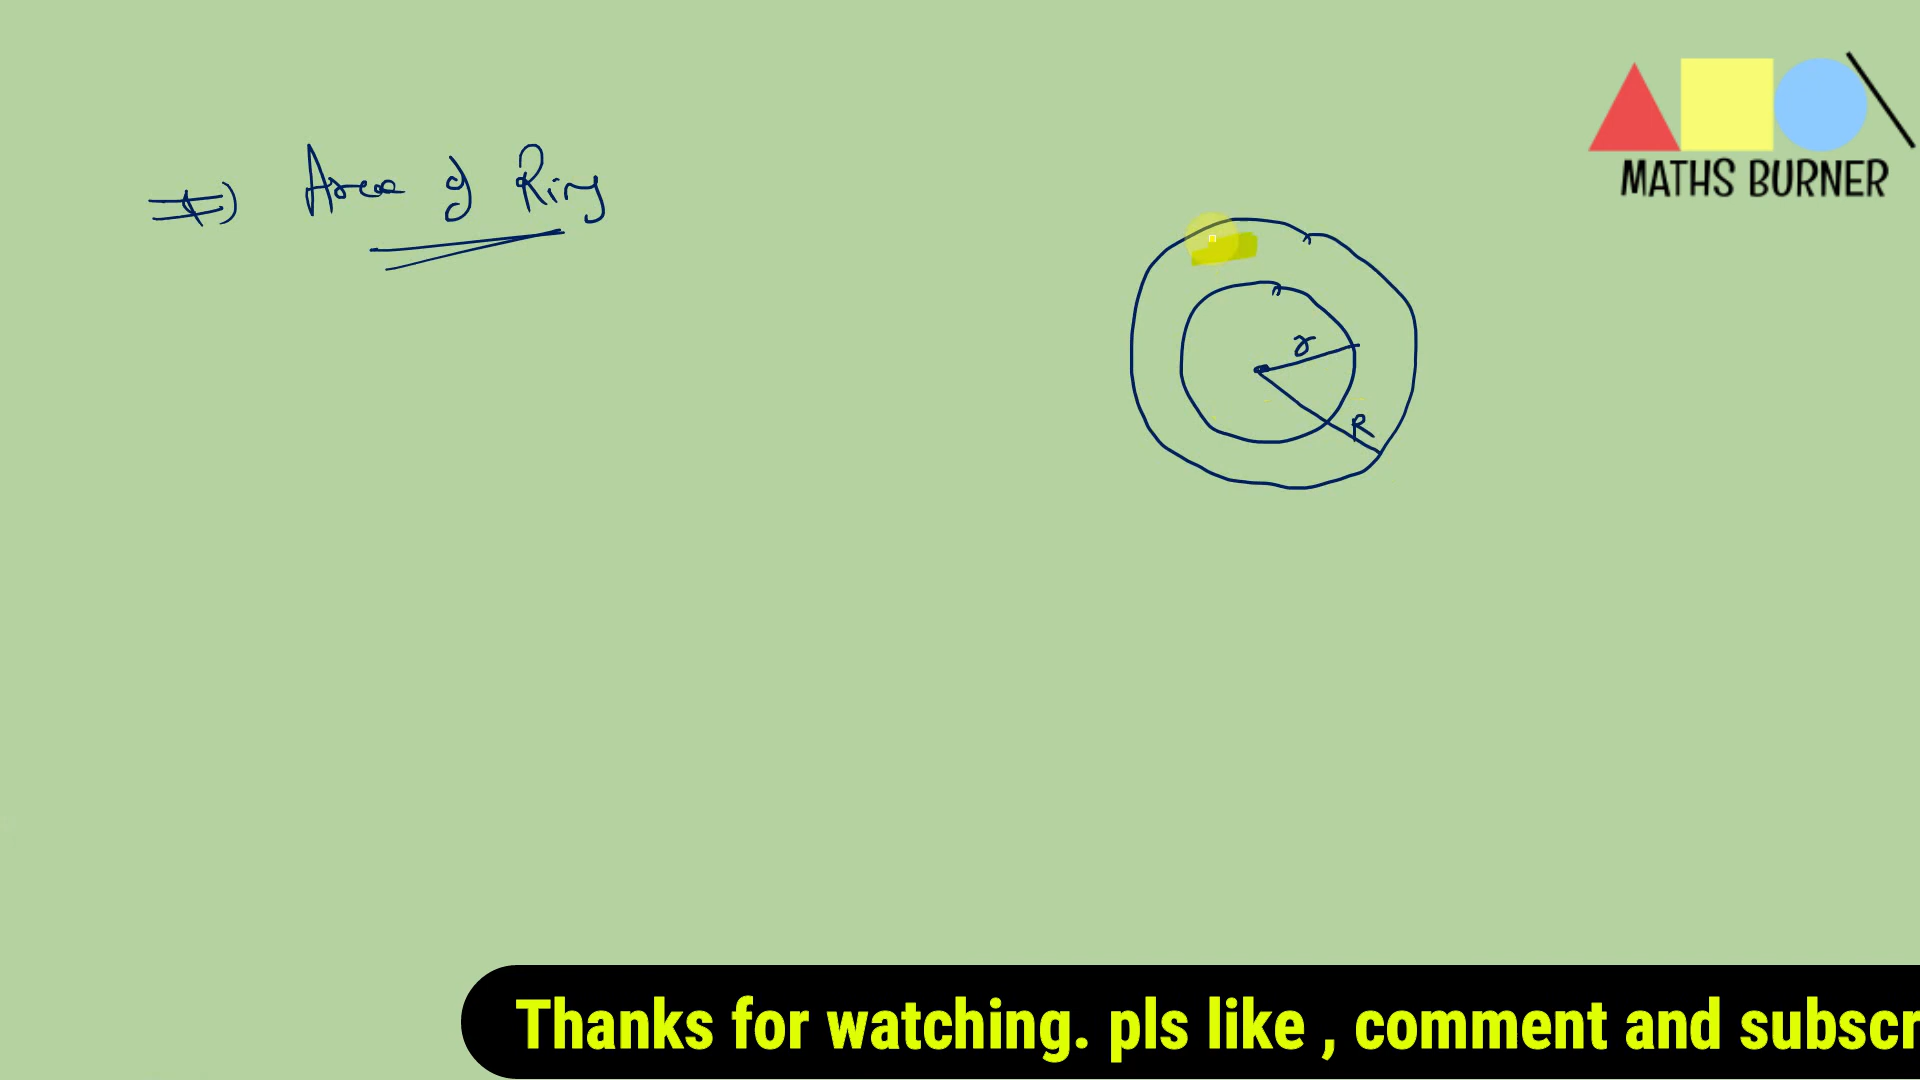 ⇒) Area of Ring
MATHS BURNER
r
R
Thanks for watching. pls like , comment and subscr